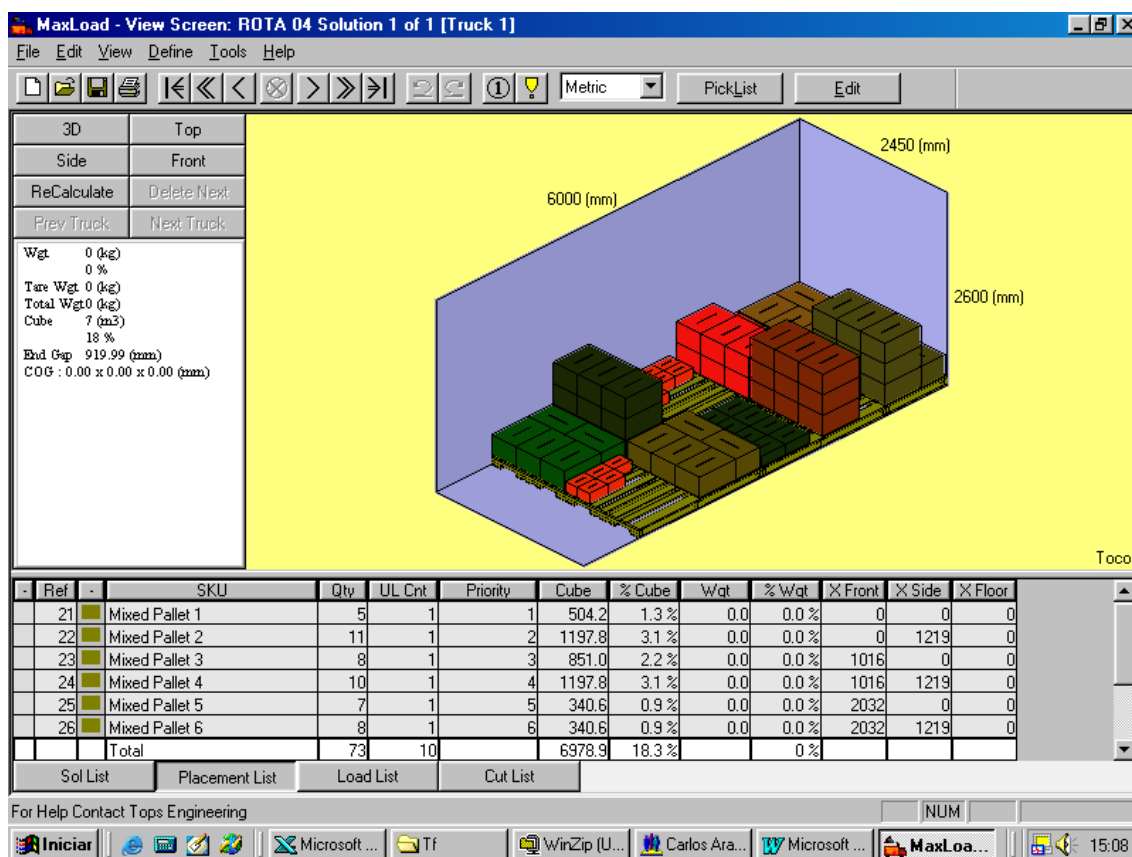 MaxLoad - View Screen: ROTA 04 Solution 1 of 1 [Truck 1]
File Edit View Define Tools Help
1 Metric PickList Edit
3D Top
Side Front
ReCalculate Delete Next
Prev Truck Next Truck
Wgt 0 (kg)
0 %
Tare Wgt 0 (kg)
Total Wgt0 (kg)
Cube 7 (m3)
18 %
End Gap 919.99 (mm)
COG : 0.00 x 0.00 x 0.00 (mm)
2450 (mm)
6000 (mm)
2600 (mm)
Toco
- Ref - SKU Qty UL Cnt Priority Cube % Cube Wgt % Wgt X Front X Side X Floor
21 Mixed Pallet 1 5 1 1 504.2 1.3 % 0.0 0.0 % 0 0 0
22 Mixed Pallet 2 11 1 2 1197.8 3.1 % 0.0 0.0 % 0 1219 0
23 Mixed Pallet 3 8 1 3 851.0 2.2 % 0.0 0.0 % 1016 0 0
24 Mixed Pallet 4 10 1 4 1197.8 3.1 % 0.0 0.0 % 1016 1219 0
25 Mixed Pallet 5 7 1 5 340.6 0.9 % 0.0 0.0 % 2032 0 0
26 Mixed Pallet 6 8 1 6 340.6 0.9 % 0.0 0.0 % 2032 1219 0
Total 73 10 6978.9 18.3 % 0 %
Sol List Placement List Load List Cut List
For Help Contact Tops Engineering NUM
Iniciar Microsoft ... Tf WinZip (U... Carlos Ara... Microsoft ... MaxLoa... 15:08